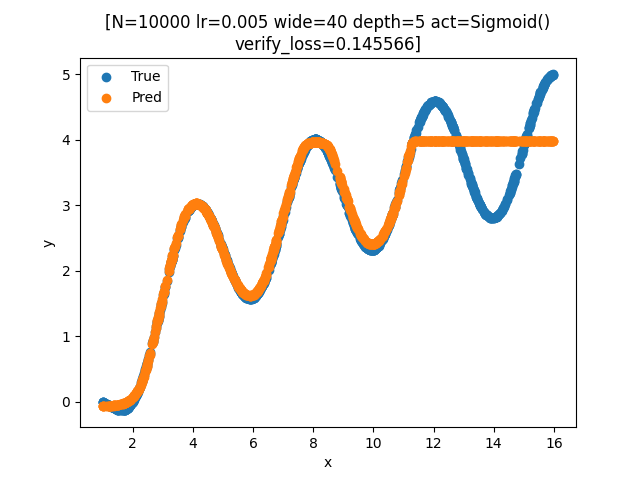 [N=10000 lr=0.005 wide=40 depth=5 act=Sigmoid()
verify_loss=0.145566]
True
Pred
5
4
3
2
1
0
y
2 4 6 8 10 12 14 16
x